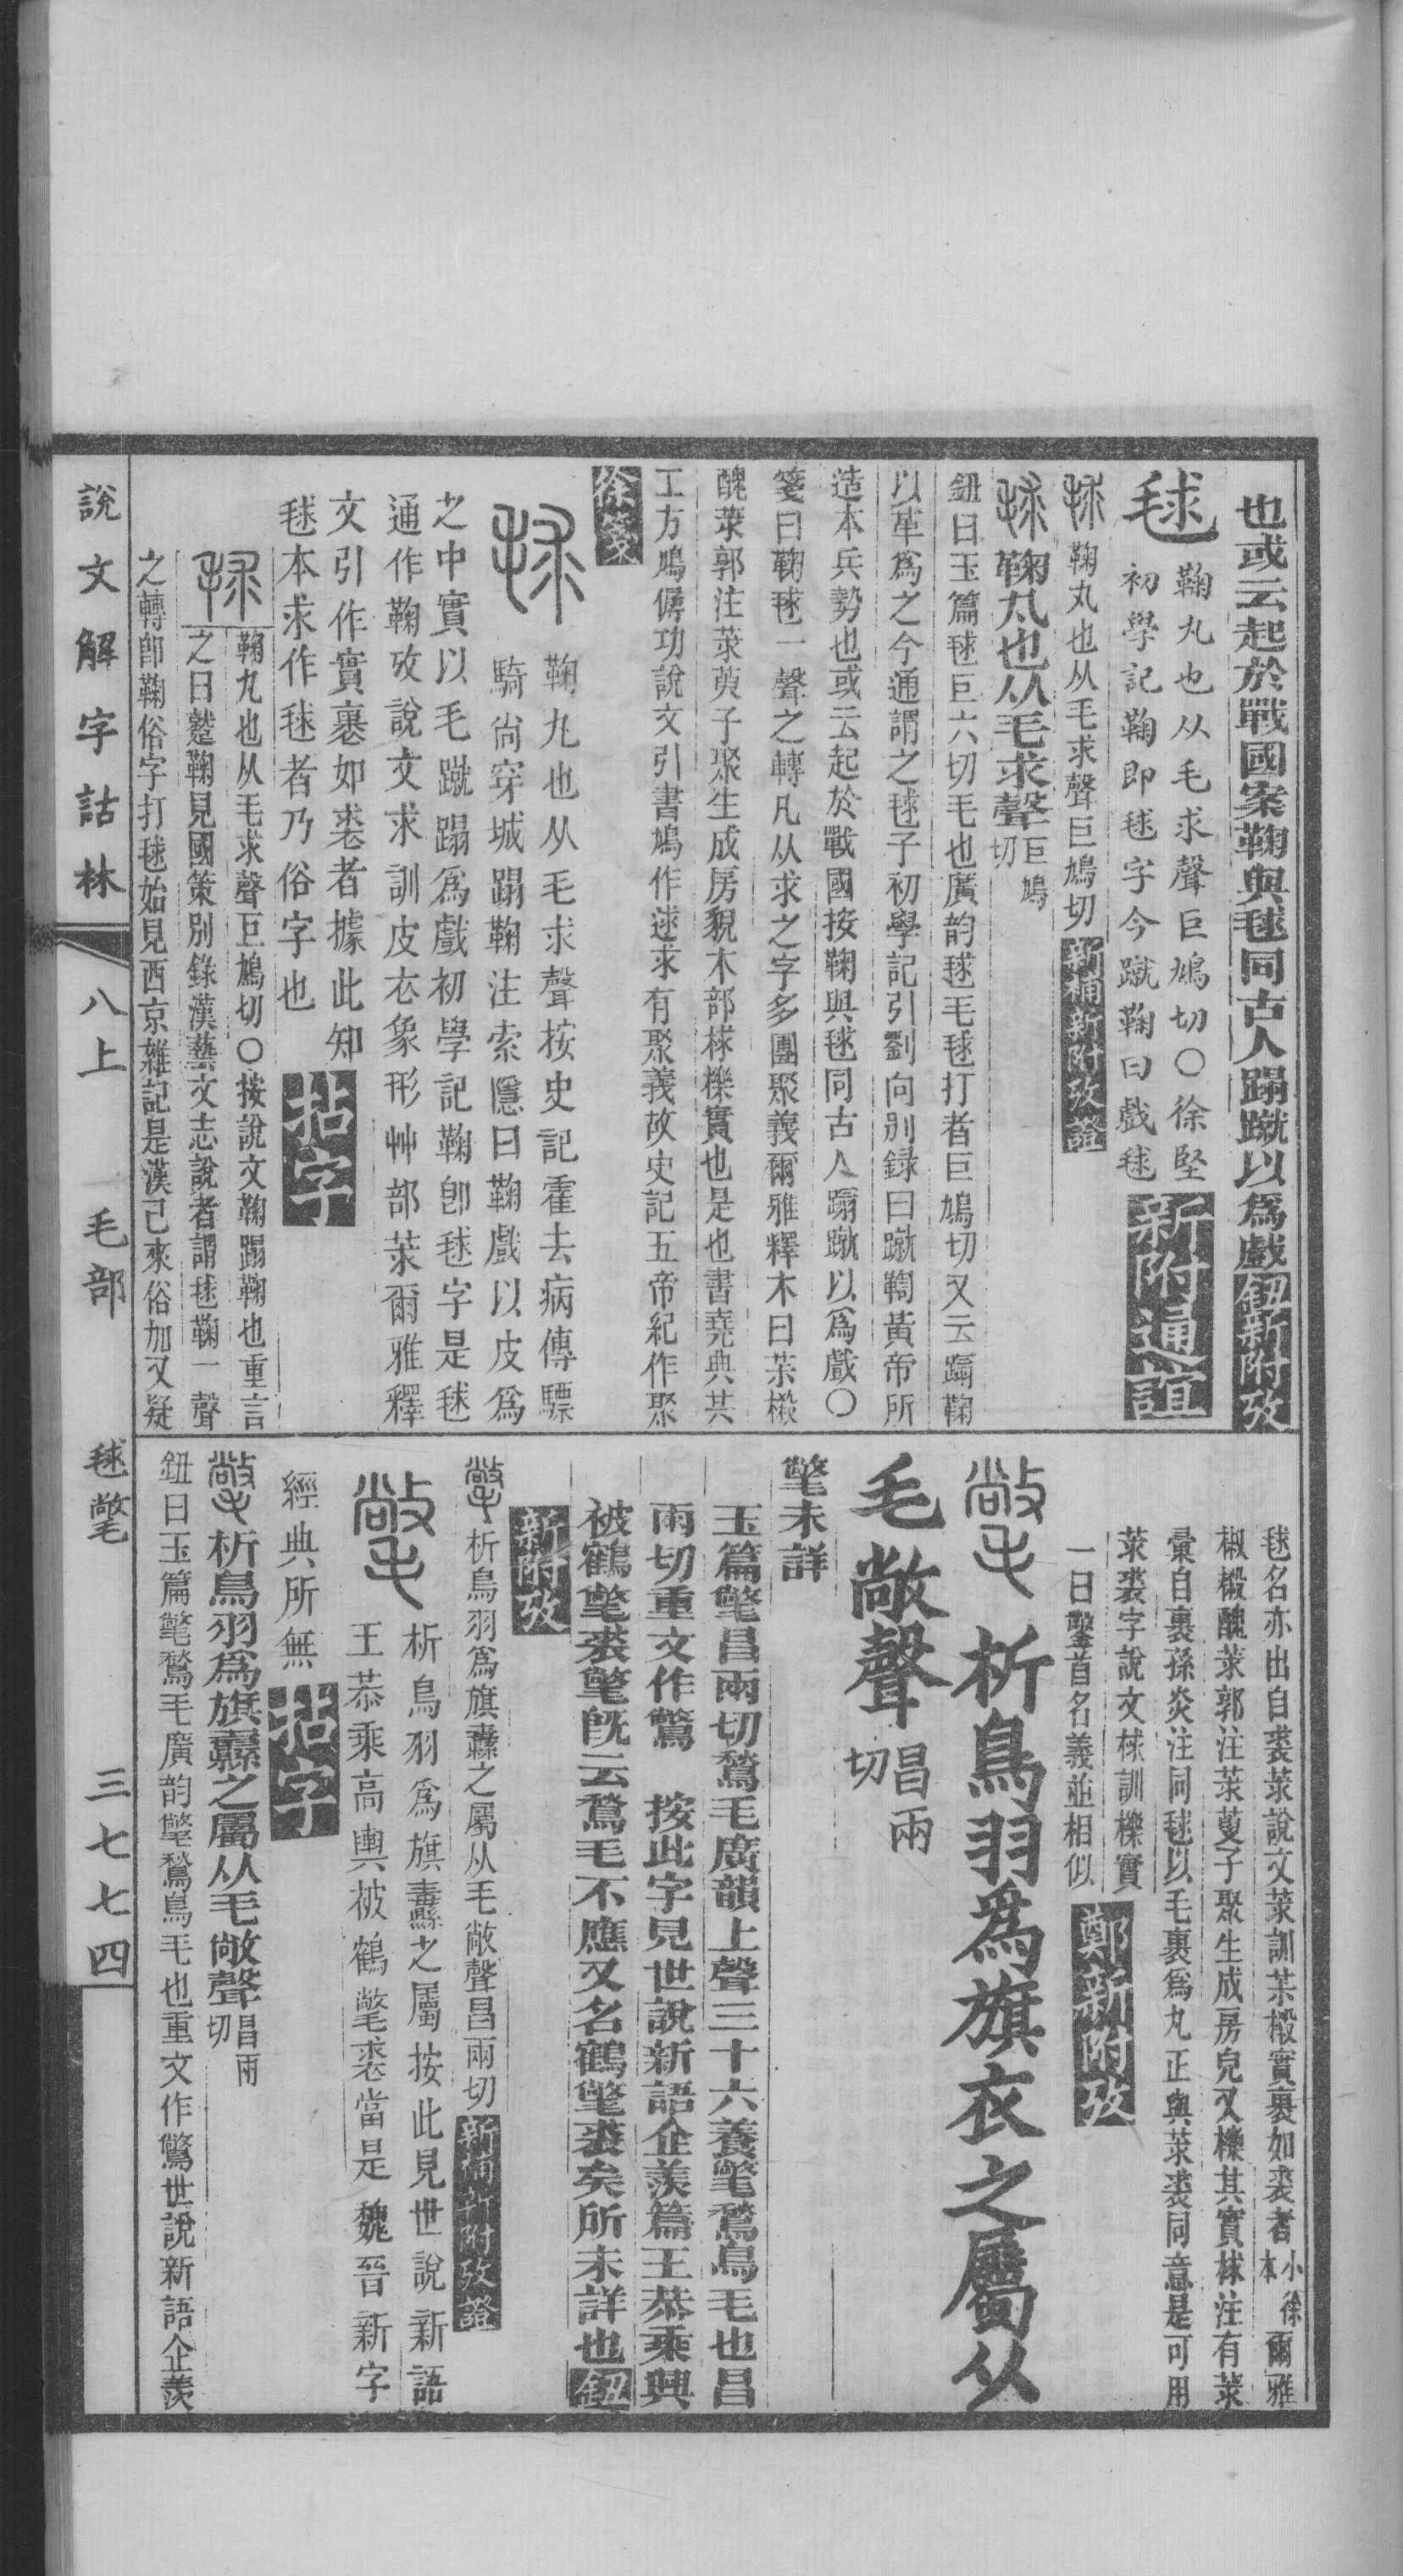 也或云起於戰國案鞠與毬同古人蹋蹴以爲戲鈕新附攷
毬
鞠丸也从毛求聲巨鳩切〇徐堅
初學記鞠即毬字今蹴鞠曰戲毬
新附通誼
鞠丸也从毛求聲巨鳩切新補新附攷證
鞠丸也从毛求聲巨鳩切
鈕曰玉篇毬巨六切毛也廣韵毬毛毬打者巨鳩切又云蹋鞠
以革爲之今通謂之毬子初學記引劉向别録曰蹴鞠黃帝所
造本兵勢也或云起於戰國按鞠與毬同古人蹋蹴以爲戲〇
箋曰鞠毬一聲之轉凡从求之字多團聚義爾雅釋木曰茮樧
醜莍郭注莍萸子聚生成房貌木部梂櫟實也是也書堯典共
工方鳩僝功說文引書鳩作逑求有聚義故史記五帝紀作聚
徐箋
鞠丸也从毛求聲按史記霍去病傳驃
騎尙穿域蹋鞠注索隱曰鞠戲以皮爲
之中實以毛蹴蹋爲戲初學記鞠卽毬字是毬
通作鞠攷說文求訓皮衣象形艸部莍爾雅釋
文引作實裹如裘者據此知
毬本求作毬者乃俗字也
拈字
鞠丸也从毛求聲巨鳩切〇按說文鞠蹋鞠也重言
之曰蹵鞠見國策別錄漢藝文志說者謂毬鞠一聲
之轉卽鞠俗字打毬始見西京雜記是漢已來俗加又疑
毬名亦出自裘莍說文莍訓茮樧實裹如裘者小徐本爾雅
椒樧醜莍郭注莍萸子聚生成房皃又櫟其實梂注有莍
彙自裹孫炎注同毬以毛裹爲丸正與莍裘同意是可用
莍裘字說文梂訓櫟實
一曰鑿首名義並相似
鄭新附攷
析鳥羽爲旗衣之屬从
毛敞聲昌兩切
氅未詳
玉篇氅昌兩切鶖毛廣韻上聲三十六養氅鶖鳥毛也昌
兩切重文作鷩　按此字見世說新語企羨篇王恭乘輿
被鶴氅裘氅旣云鶖毛不應又名鶴氅裘矣所未詳也鈕
新附攷
析鳥羽爲旗纛之屬从毛敞聲昌兩切新補新附攷證
析鳥羽爲旗纛之屬按此見世說新語
王恭乘高輿被鶴氅裘當是魏晉新字
經典所無
拈字
析鳥羽爲旗纛之屬从毛敞聲昌兩切
鈕曰玉篇氅鶖毛廣韵氅鶖鳥毛也重文作鷩世說新語企羨
說文解字詁林　八上　毛部　毬氅　三七七四